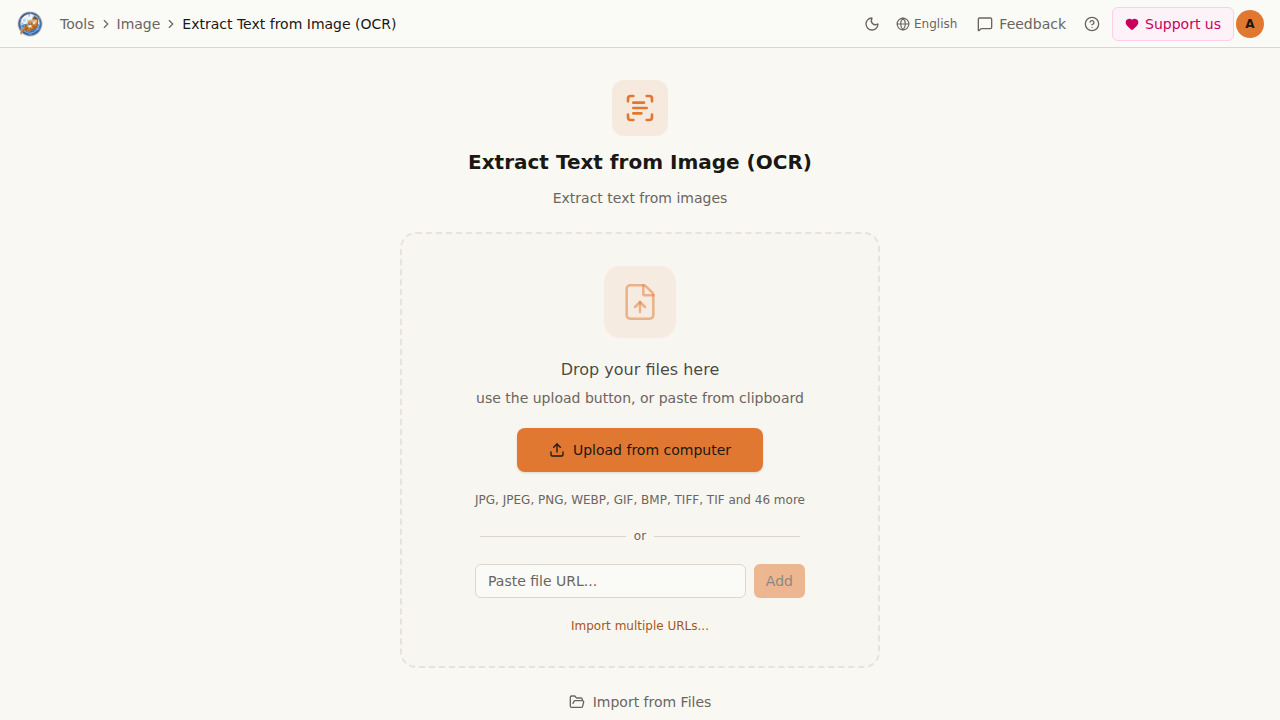 Tools > Image > Extract Text from Image (OCR)
English
Feedback
Support us
A
Extract Text from Image (OCR)
Extract text from images
Drop your files here
use the upload button, or paste from clipboard
Upload from computer
JPG, JPEG, PNG, WEBP, GIF, BMP, TIFF, TIF and 46 more
or
Paste file URL...
Add
Import multiple URLs...
Import from Files